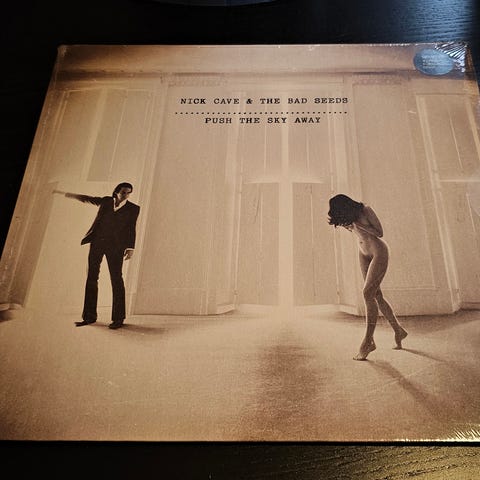 NICK CAVE & THE BAD SEEDS
PUSH THE SKY AWAY